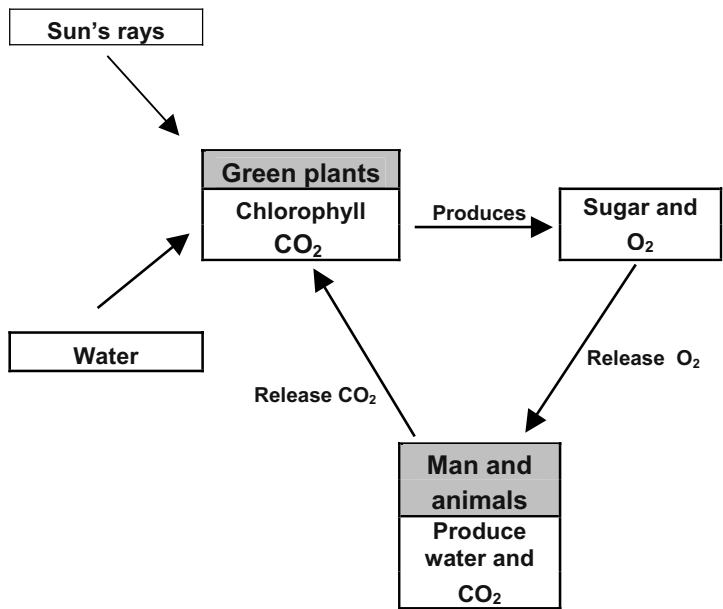 Sun's rays
Green plants
Chlorophyll
CO₂
Produces
Sugar and
O₂
Water
Release O₂
Release CO₂
Man and
animals
Produce
water and
CO₂